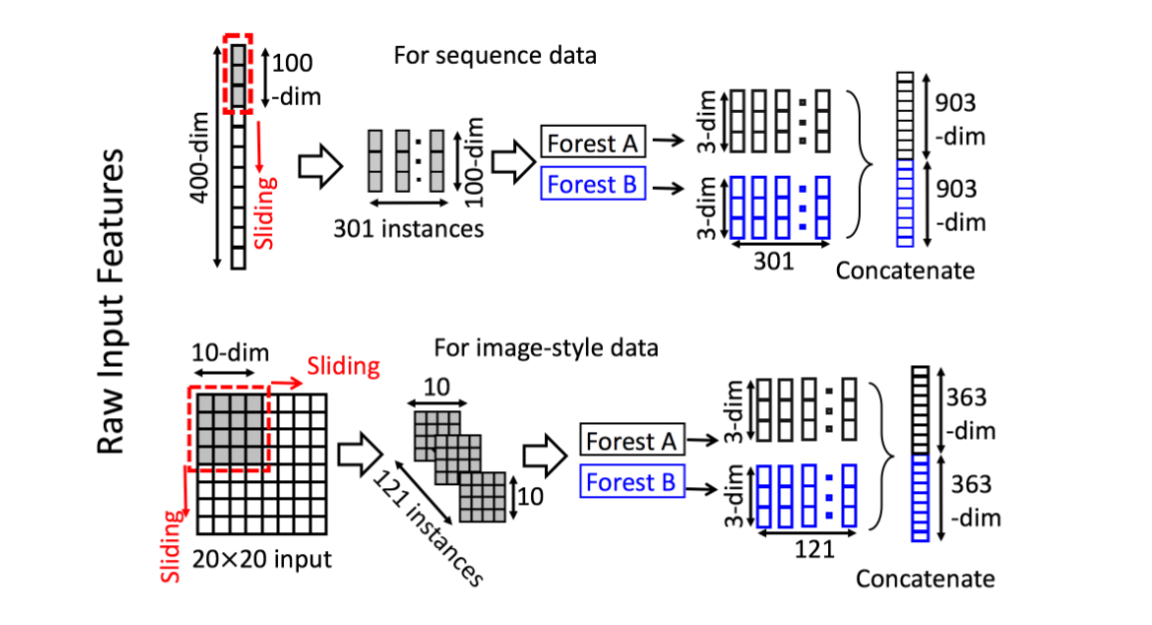 Raw Input Features
For sequence data
400-dim
100
-dim
Sliding
301 instances
100-dim
Forest A
Forest B
3-dim
3-dim
301
903
-dim
903
-dim
Concatenate
For image-style data
10-dim
Sliding
Sliding
20×20 input
10
10
121 instances
Forest A
Forest B
3-dim
3-dim
121
363
-dim
363
-dim
Concatenate